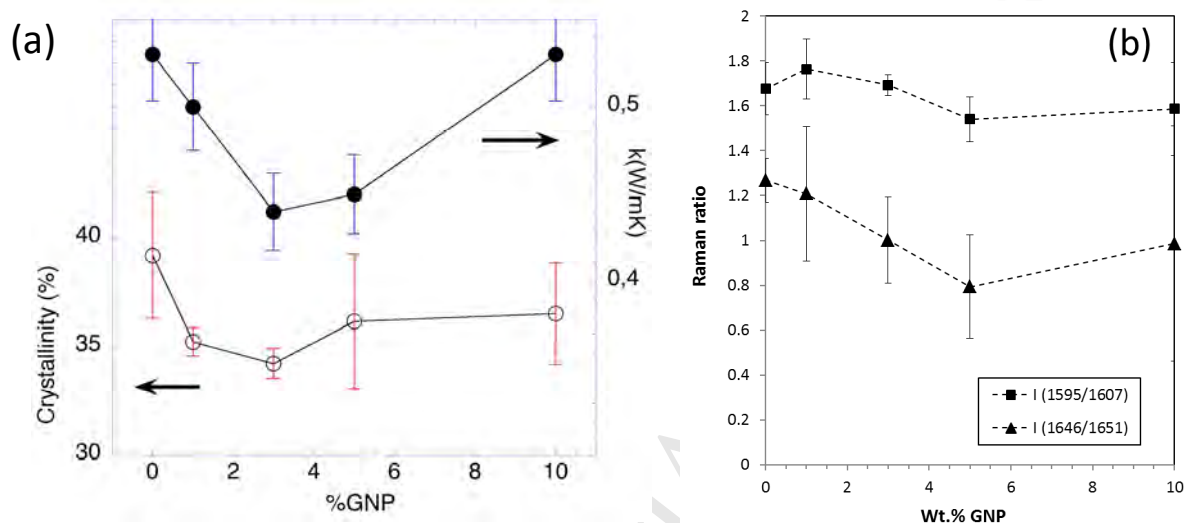 (a)
0,5
0,4
k(W/mK)
40
35
30
Crystallinity (%)
0 2 4 6 8 10
%GNP
(b)
2
1.8
1.6
1.4
1.2
1
0.8
0.6
0.4
0.2
0
Raman ratio
I (1595/1607)
I (1646/1651)
0 2 4 6 8 10
Wt.% GNP